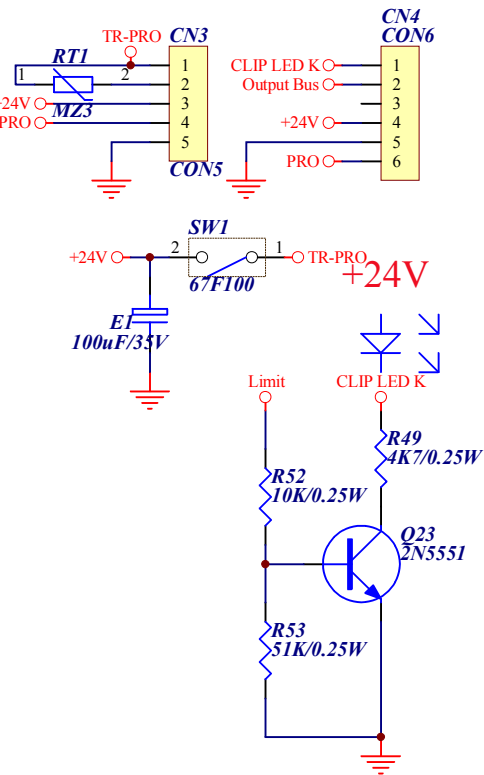 CN4
TR-PRO CN3 CON6
RT1
1 CLIP LED K 1
1 2 2 Output Bus 2
+24V 3 3
MZ3
PRO 4 +24V 4
5 5
CON5 PRO 6
SW1
+24V 2 1 TR-PRO
+24V
67F100
E1
100uF/35V
Limit CLIP LED K
R49
4K7/0.25W
R52
10K/0.25W
Q23
2N5551
R53
51K/0.25W